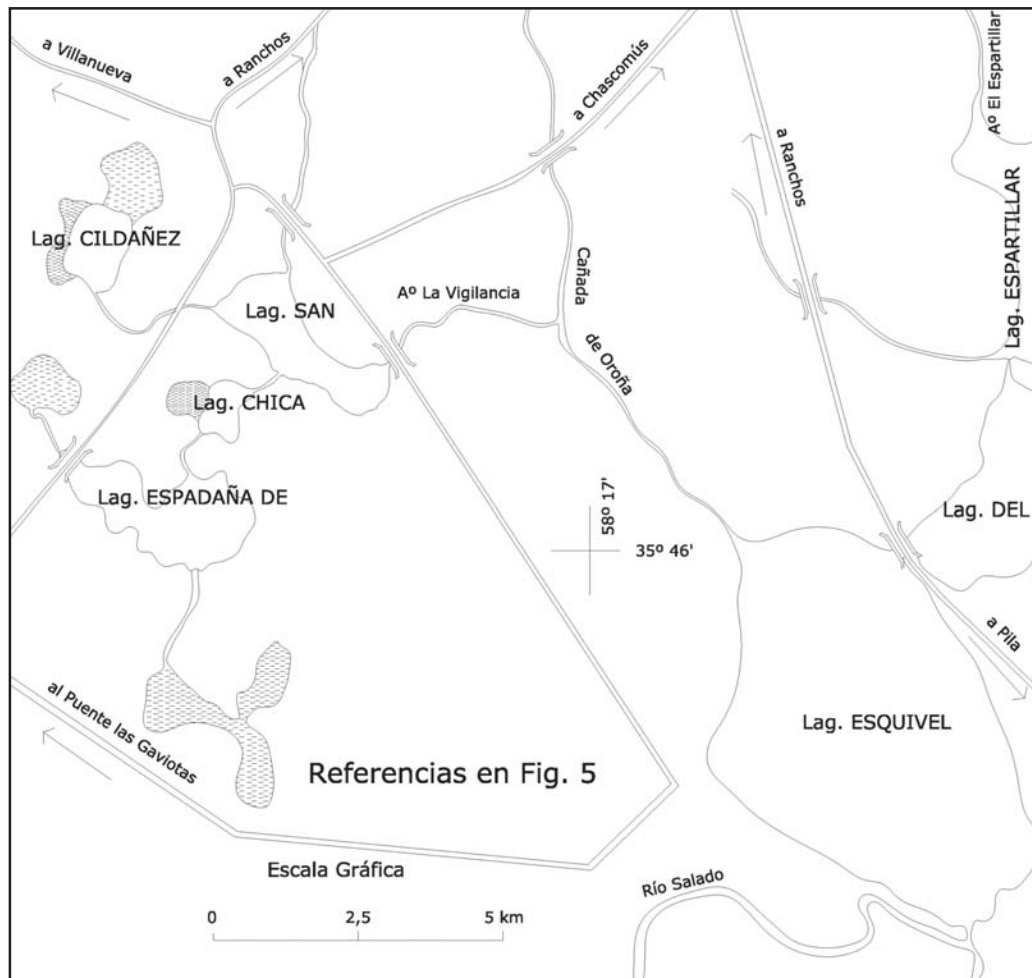 a Villanueva
a Ranchos
a Chascomús
a Ranchos
Aº El Espartillar
Lag. ESPARTILLAR
Lag. CILDAÑEZ
Lag. SAN
Aº La Vigilancia
Cañada
de Oroña
Lag. CHICA
Lag. ESPADAÑA DE
58º 17'
35º 46'
Lag. DEL
a Pila
al Puente las Gaviotas
Lag. ESQUIVEL
Referencias en Fig. 5
Escala Gráfica
0 2,5 5 km
Río Salado